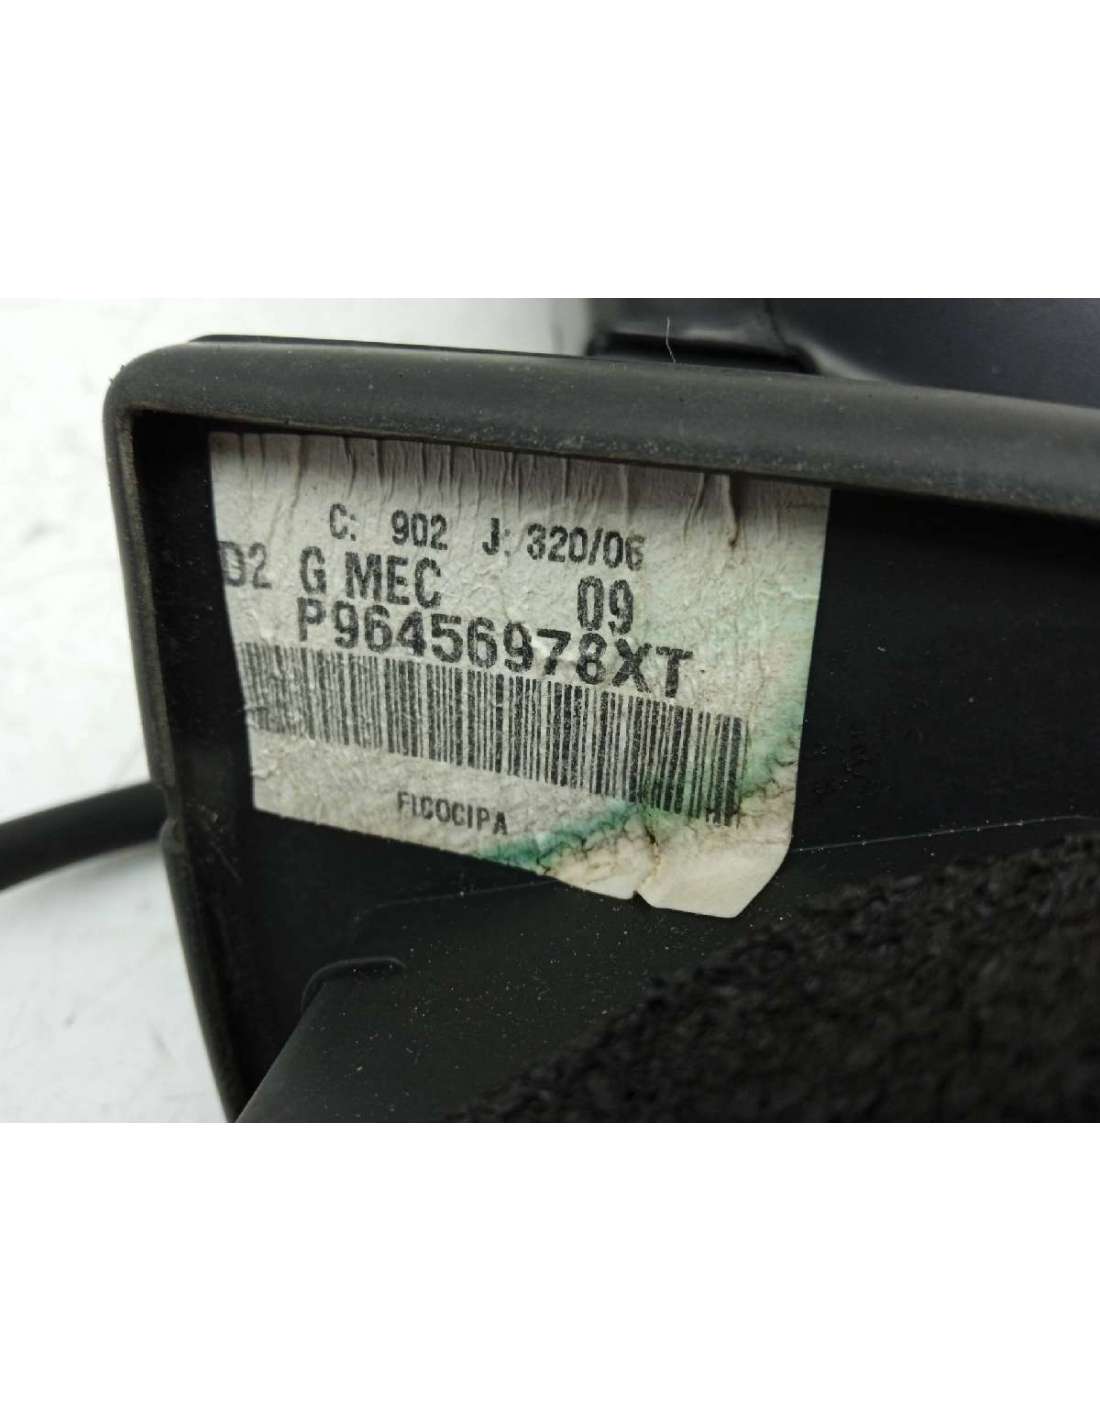 C: 902 J: 320/06
D2 G MEC 09
P96456978XT
FICOCIPA